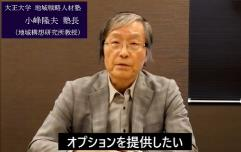 大正大学 地域戦略人材塾
小峰隆夫 塾長
(地域構想研究所教授)
オプションを提供したい